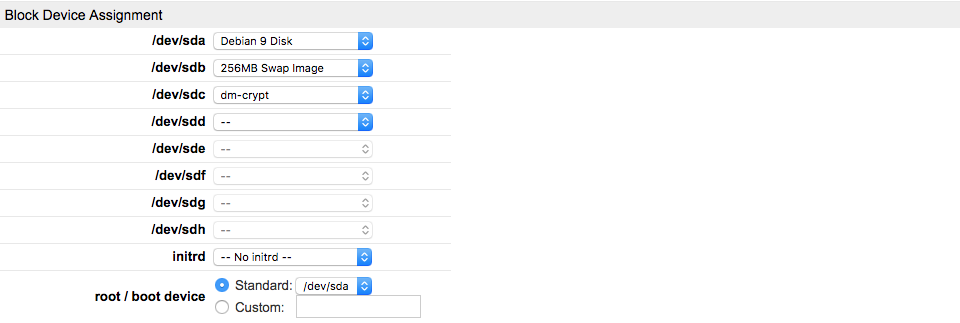 Block Device Assignment
/dev/sda Debian 9 Disk
/dev/sdb 256MB Swap Image
/dev/sdc dm-crypt
/dev/sdd --
/dev/sde --
/dev/sdf --
/dev/sdg --
/dev/sdh --
initrd -- No initrd --
root / boot device Standard: /dev/sda
Custom: